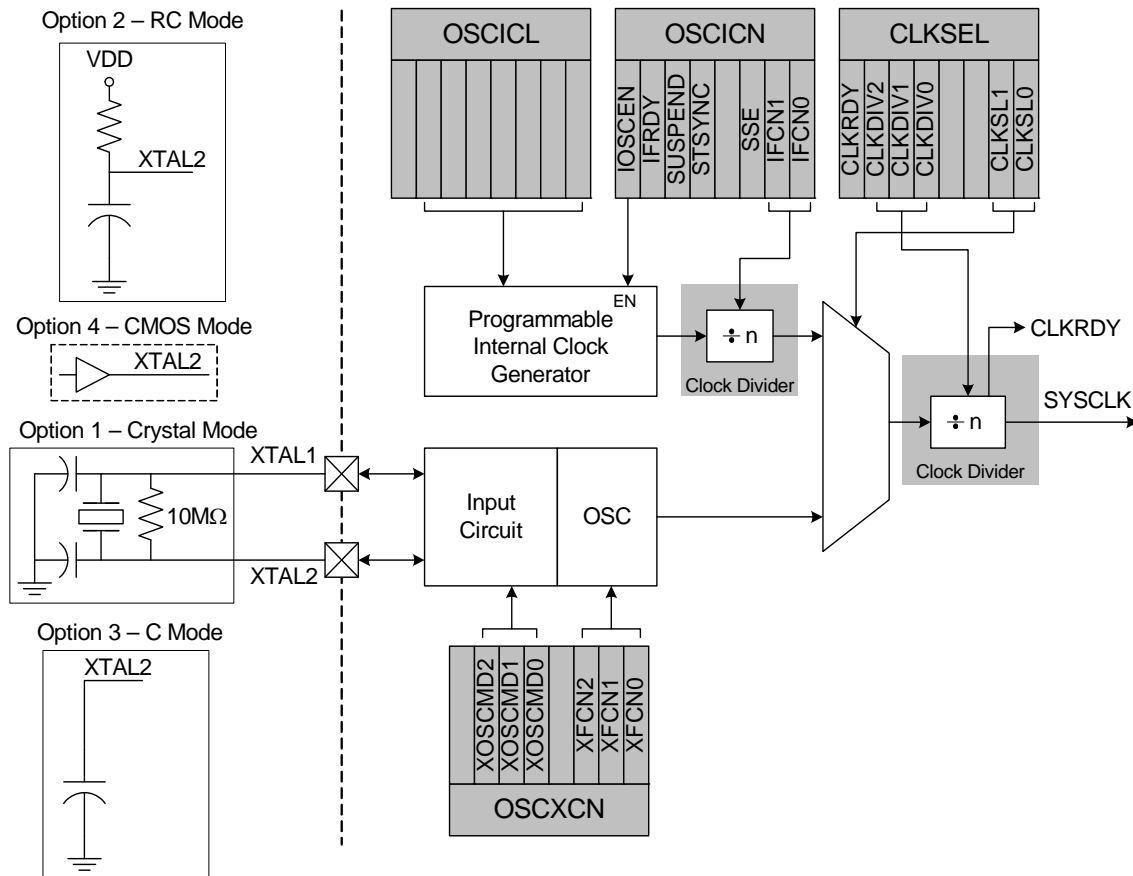 Option 2 – RC Mode
VDD
XTAL2
Option 4 – CMOS Mode
XTAL2
Option 1 – Crystal Mode
XTAL1
10MΩ
XTAL2
Option 3 – C Mode
XTAL2
OSCICL
OSCICN
IOSCEN
IFRDY
SUSPEND
STSYNC
SSE
IFCN1
IFCN0
CLKSEL
CLKRDY
CLKDIV2
CLKDIV1
CLKDIV0
CLKSL1
CLKSL0
EN
Programmable
Internal Clock
Generator
÷ n
Clock Divider
CLKRDY
SYSCLK
÷ n
Clock Divider
Input
Circuit
OSC
XOSCMD2
XOSCMD1
XOSCMD0
XFCN2
XFCN1
XFCN0
OSCXCN